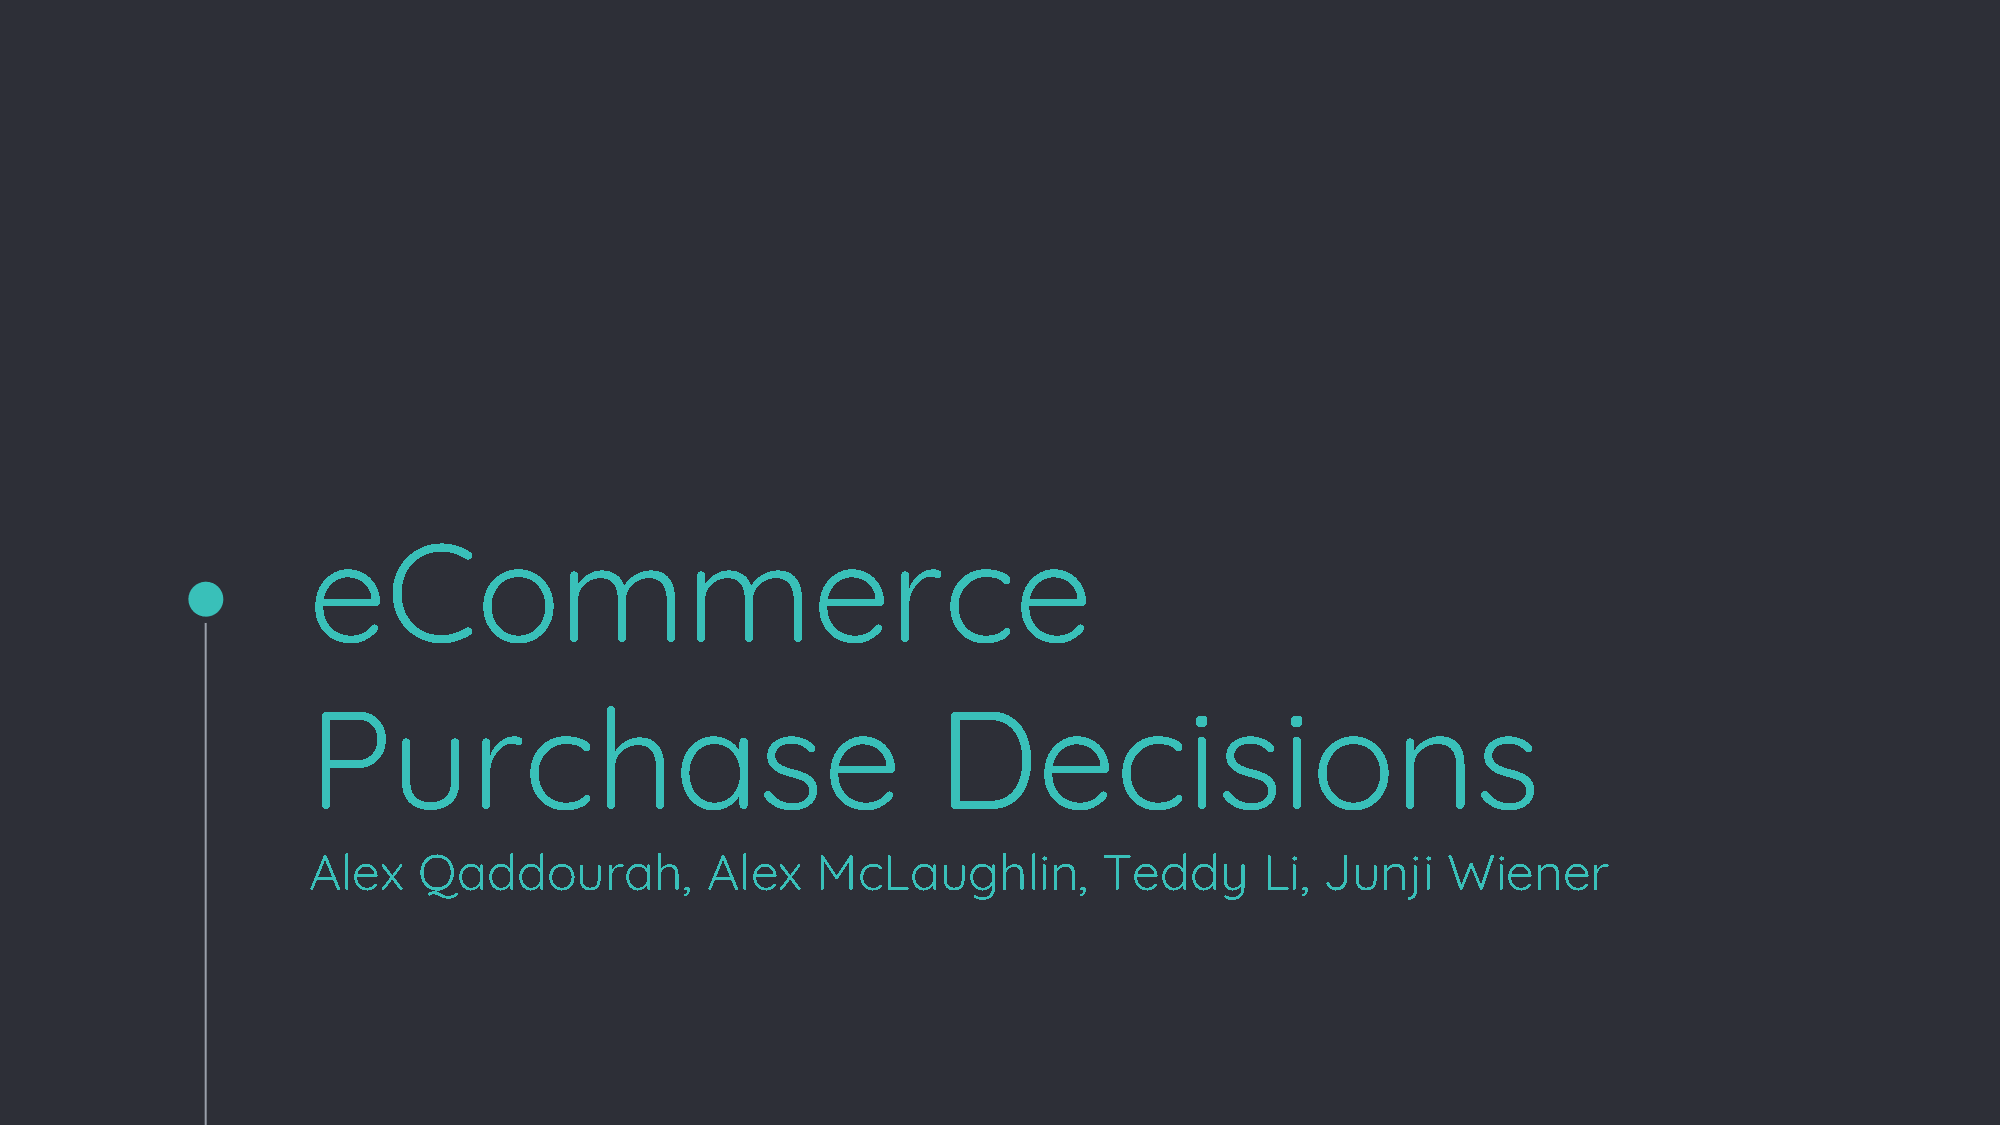 eCommerce
Purchase Decisions
Alex Qaddourah, Alex McLaughlin, Teddy Li, Junji Wiener